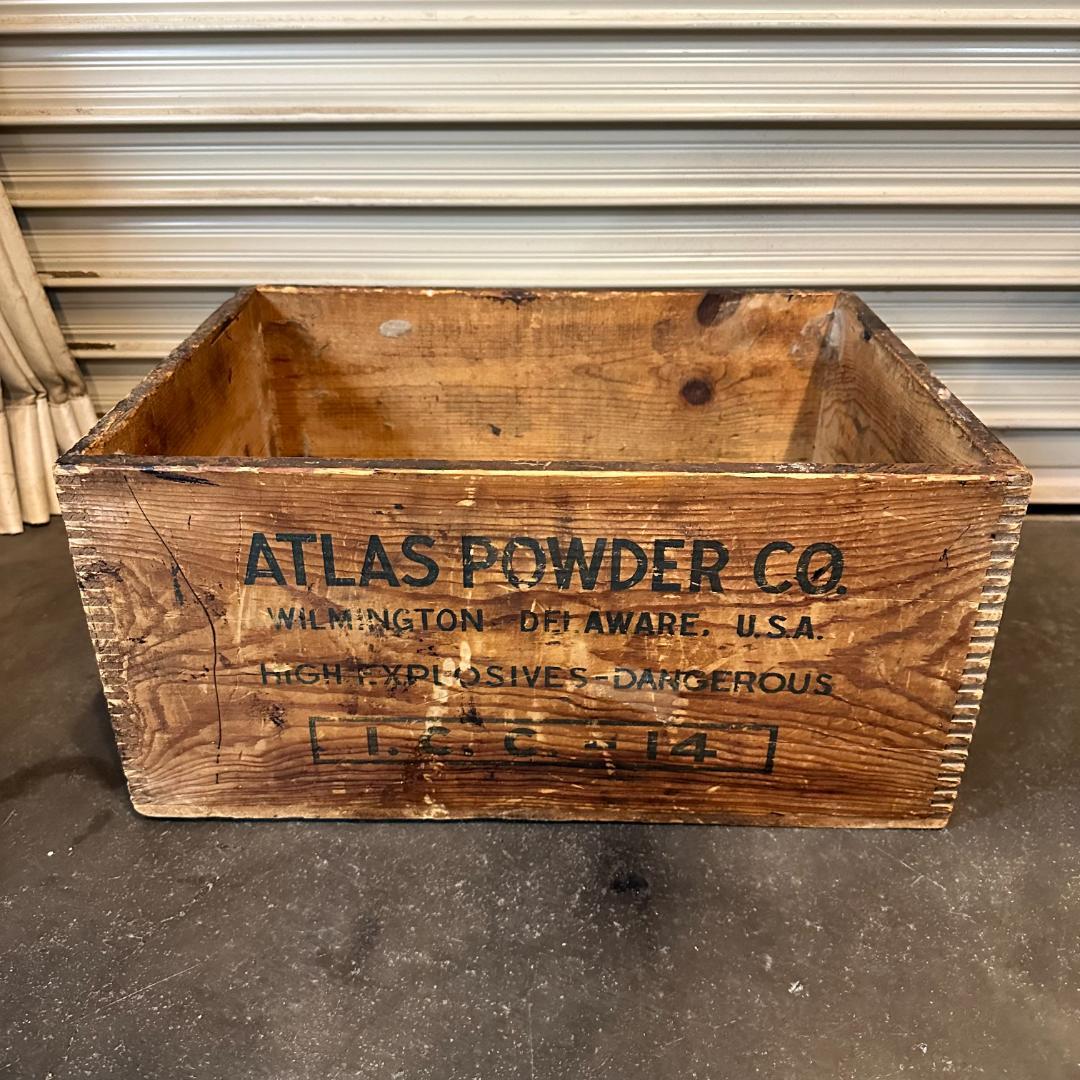 ATLAS POWDER CO.
WILMINGTON DELAWARE. U.S.A.
HIGH EXPLOSIVES-DANGEROUS
I. C. C. - 14